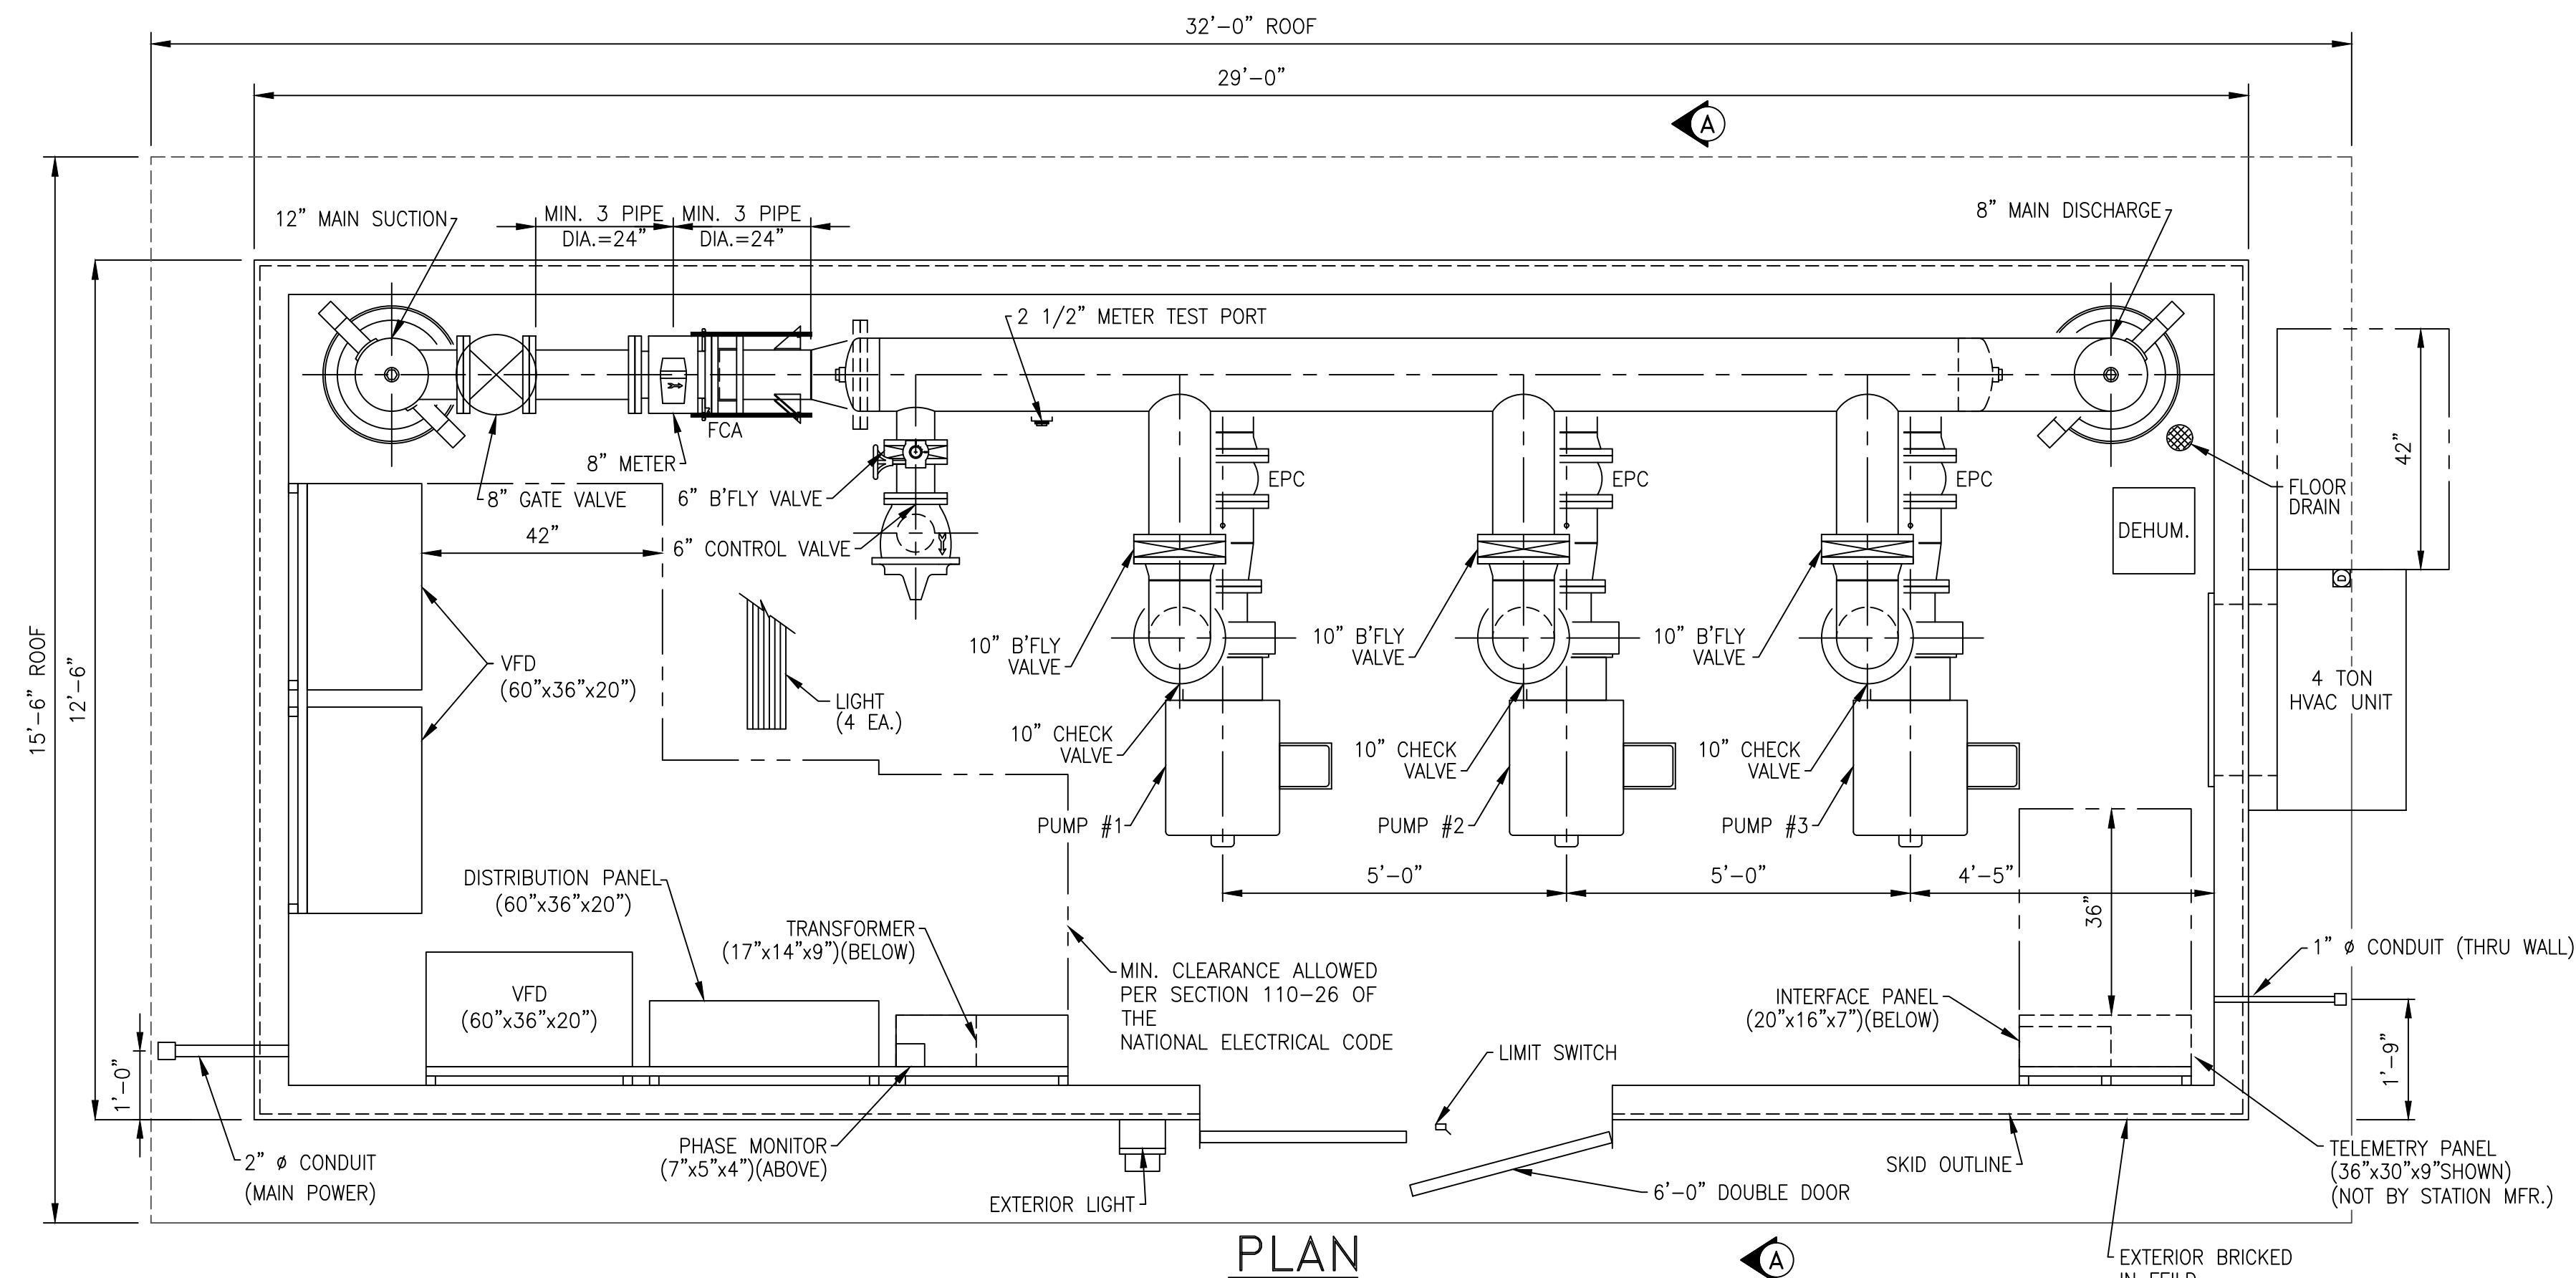 32'-0" ROOF
29'-0"
A
12" MAIN SUCTION
MIN. 3 PIPE
DIA.=24"
MIN. 3 PIPE
DIA.=24"
8" MAIN DISCHARGE
2 1/2" METER TEST PORT
FCA
8" METER
8" GATE VALVE
6" B'FLY VALVE
6" CONTROL VALVE
42"
EPC
EPC
EPC
FLOOR
DRAIN
DEHUM.
42"
D
15'-6" ROOF
12'-6"
VFD
(60"x36"x20")
LIGHT
(4 EA.)
10" B'FLY
VALVE
10" B'FLY
VALVE
10" B'FLY
VALVE
4 TON
HVAC UNIT
10" CHECK
VALVE
10" CHECK
VALVE
10" CHECK
VALVE
PUMP #1
PUMP #2
PUMP #3
5'-0"
5'-0"
4'-5"
36"
DISTRIBUTION PANEL
(60"x36"x20")
TRANSFORMER
(17"x14"x9")(BELOW)
VFD
(60"x36"x20")
MIN. CLEARANCE ALLOWED
PER SECTION 110-26 OF
THE
NATIONAL ELECTRICAL CODE
INTERFACE PANEL
(20"x16"x7")(BELOW)
1" ø CONDUIT (THRU WALL)
LIMIT SWITCH
1'-0"
1'-9"
2" ø CONDUIT
(MAIN POWER)
PHASE MONITOR
(7"x5"x4")(ABOVE)
EXTERIOR LIGHT
6'-0" DOUBLE DOOR
SKID OUTLINE
TELEMETRY PANEL
(36"x30"x9"SHOWN)
(NOT BY STATION MFR.)
PLAN
A
EXTERIOR BRICKED
IN FEILD